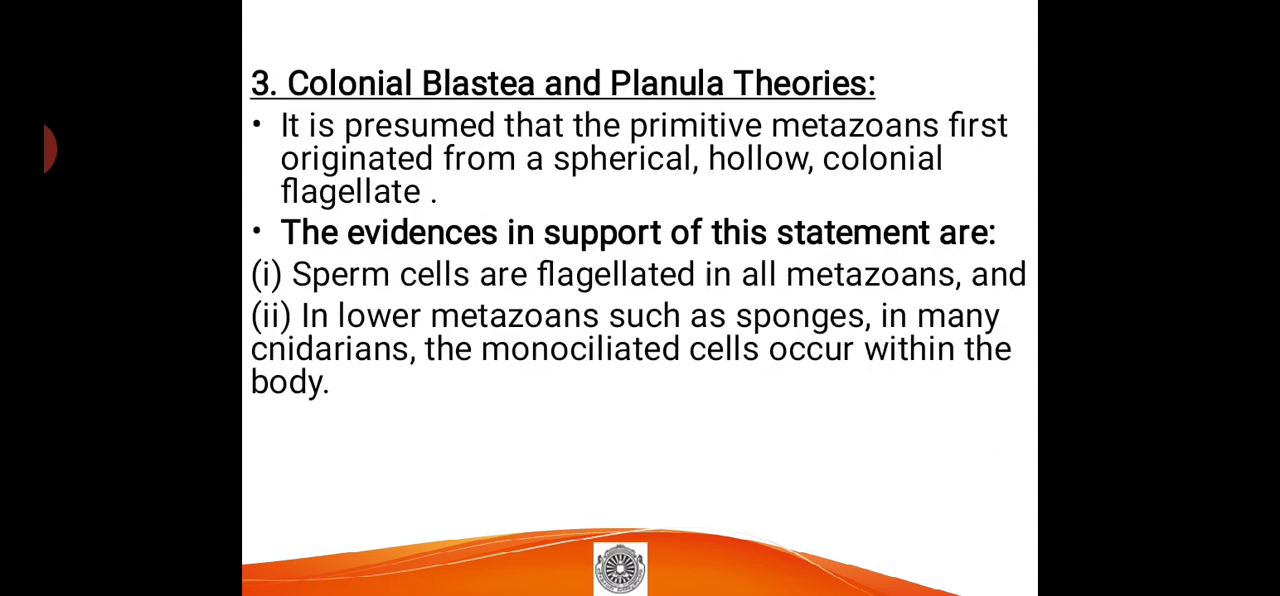 3. Colonial Blastea and Planula Theories:
• It is presumed that the primitive metazoans first
originated from a spherical, hollow, colonial
flagellate .
• The evidences in support of this statement are:
(i) Sperm cells are flagellated in all metazoans, and
(ii) In lower metazoans such as sponges, in many
cnidarians, the monociliated cells occur within the
body.